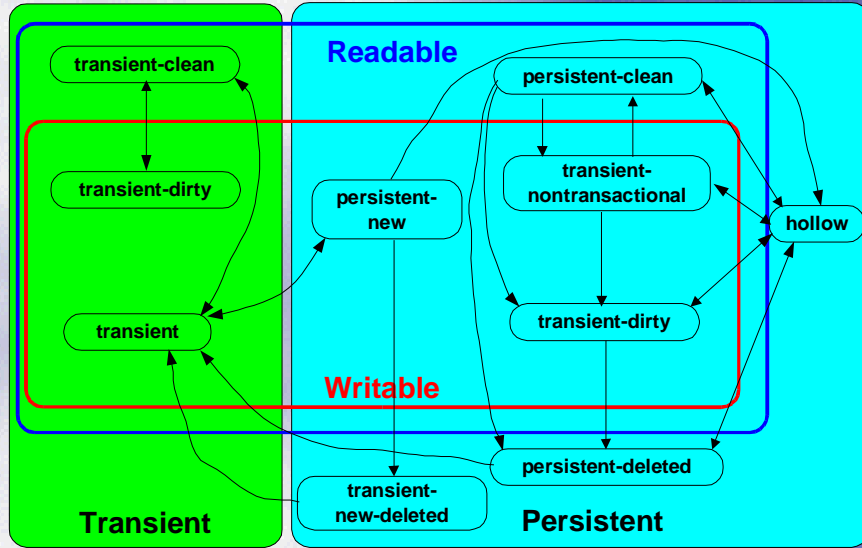 Readable
transient-clean
persistent-clean
transient-dirty
transient-
nontransactional
persistent-
new
hollow
transient
transient-dirty
Writable
persistent-deleted
transient-
new-deleted
Transient
Persistent